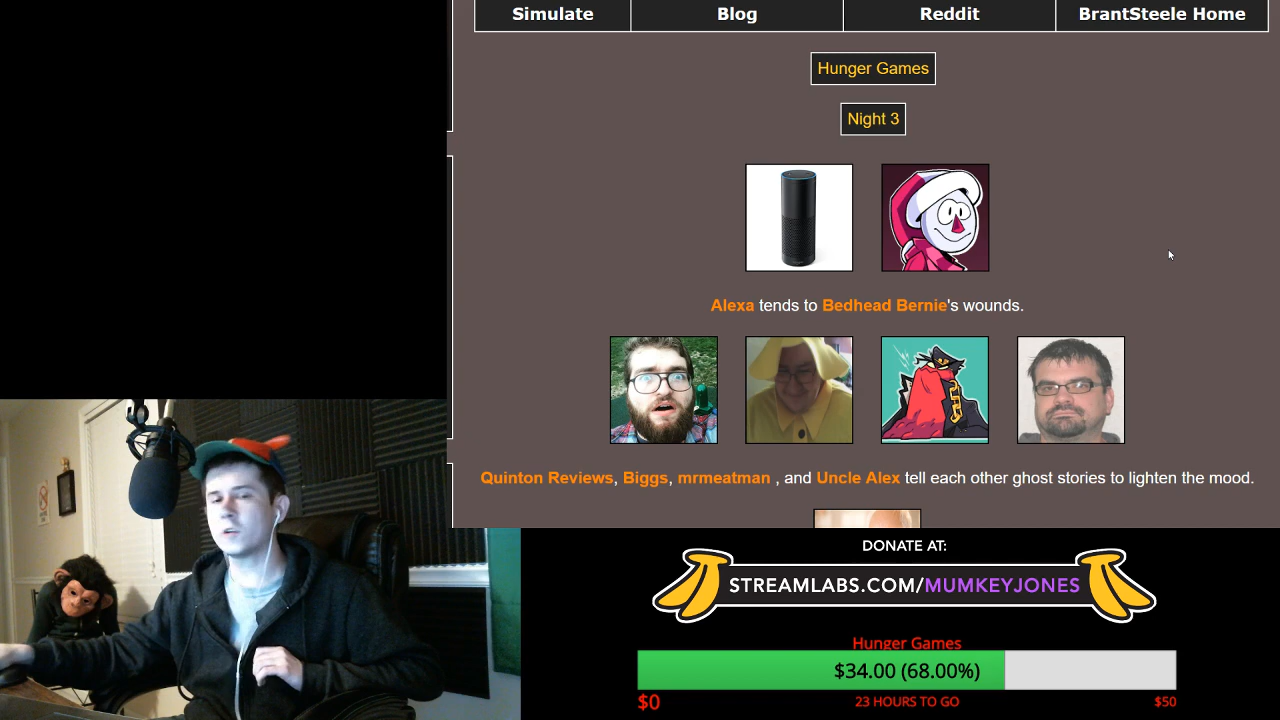 Simulate Blog Reddit BrantSteele Home
Hunger Games
Night 3
Alexa tends to Bedhead Bernie's wounds.
Quinton Reviews, Biggs, mrmeatman , and Uncle Alex tell each other ghost stories to lighten the mood.
DONATE AT:
STREAMLABS.COM/MUMKEYJONES
Hunger Games
$34.00 (68.00%)
$0 23 HOURS TO GO $50